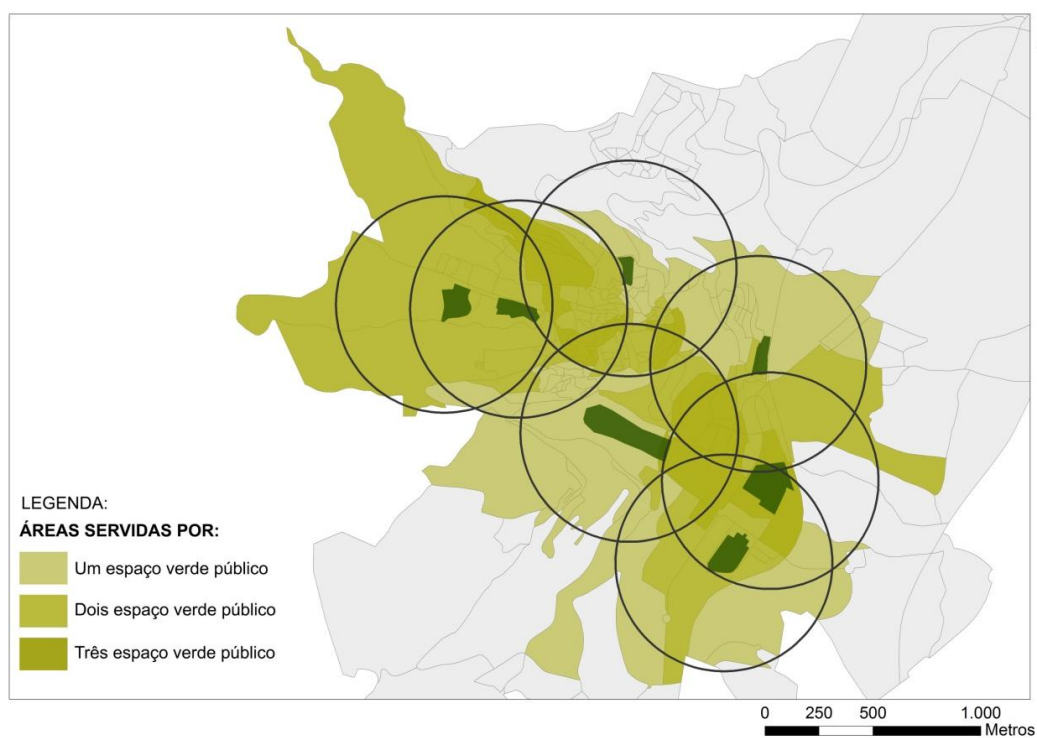 LEGENDA:
ÁREAS SERVIDAS POR:
Um espaço verde público
Dois espaço verde público
Três espaço verde público
0 250 500 1.000
Metros